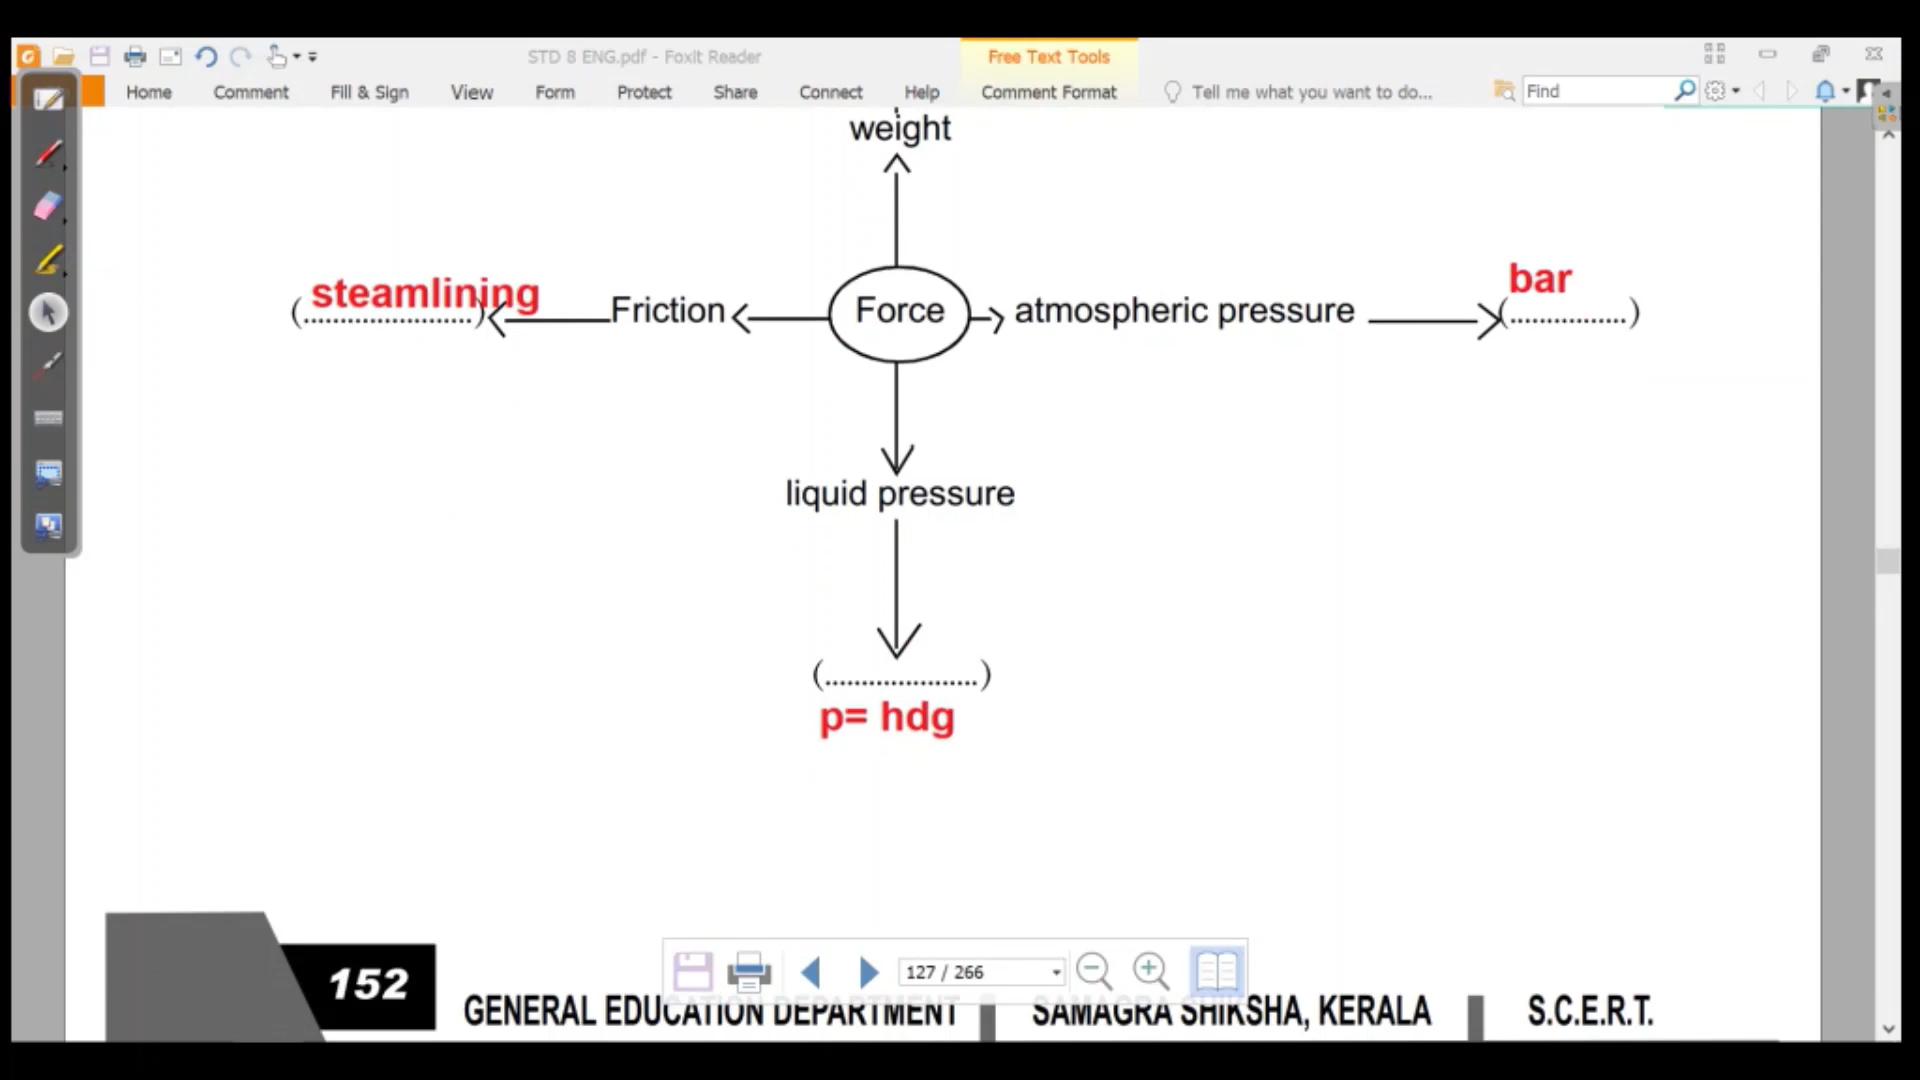 STD 8 ENG.pdf - Foxit Reader
Free Text Tools
Home Comment Fill & Sign View Form Protect Share Connect Help Comment Format Tell me what you want to do... Find
weight
steamlining
bar
(......................) Friction Force atmospheric pressure (................)
liquid pressure
(.....................)
p= hdg
127 / 266
152
GENERAL EDUCATION DEPARTMENT SAMAGRA SHIKSHA, KERALA S.C.E.R.T.